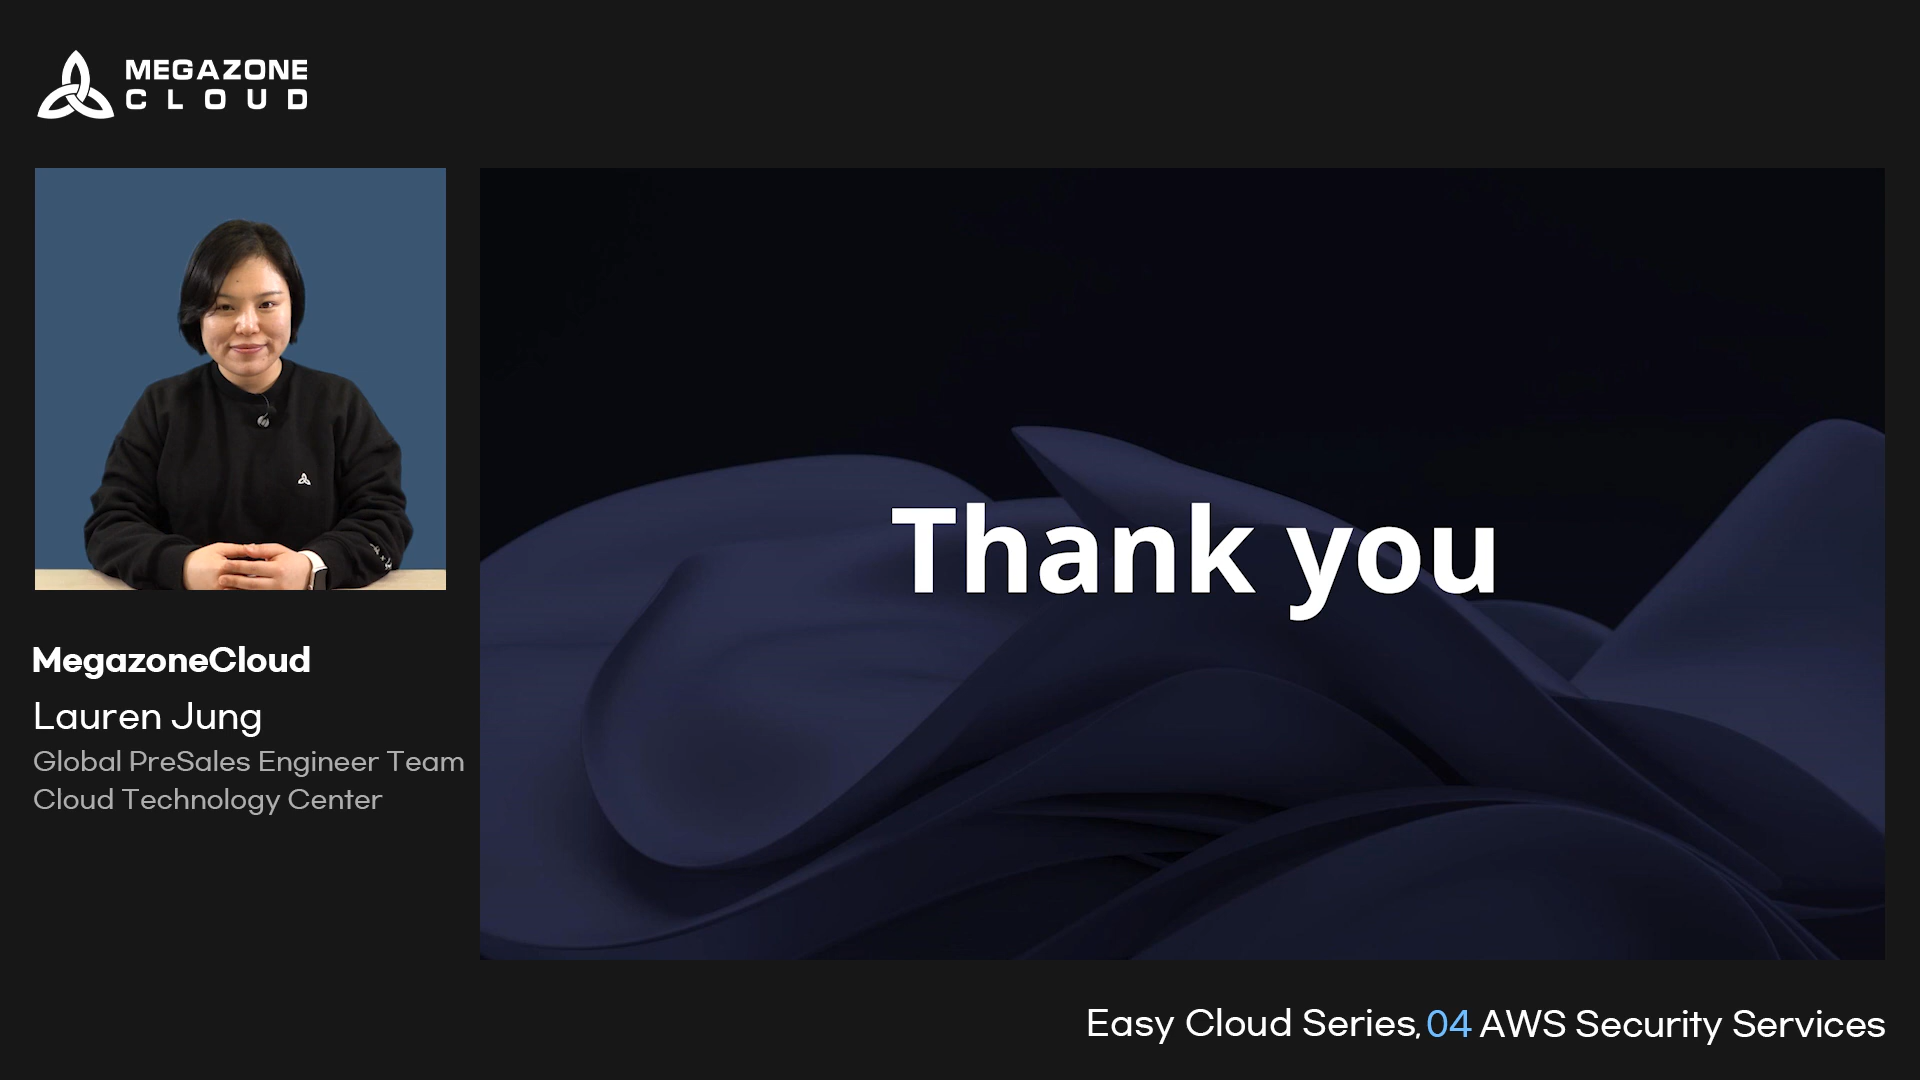 MEGAZONE
CLOUD
MegazoneCloud
Lauren Jung
Global PreSales Engineer Team
Cloud Technology Center
Thank you
Easy Cloud Series, 04 AWS Security Services